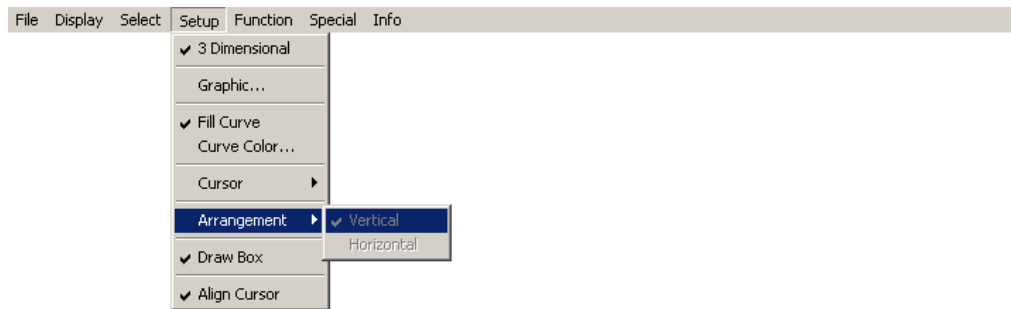 File Display Select Setup Function Special Info
3 Dimensional
Graphic...
Fill Curve
Curve Color...
Cursor
Arrangement
Vertical
Horizontal
Draw Box
Align Cursor